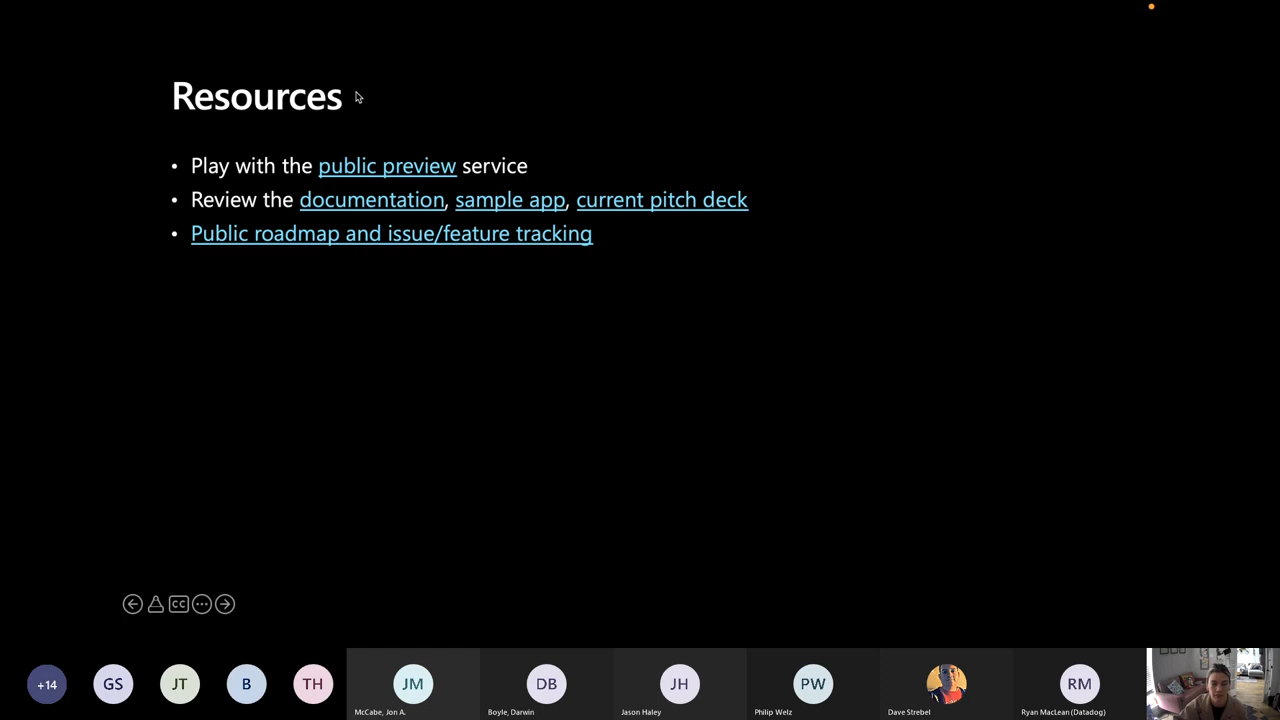 Resources
• Play with the public preview service
• Review the documentation, sample app, current pitch deck
• Public roadmap and issue/feature tracking
CC
+14
GS
JT
B
TH
JM
McCabe, Jon A.
DB
Boyle, Darwin
JH
Jason Haley
PW
Philip Welz
Dave Strebel
RM
Ryan MacLean (Datadog)